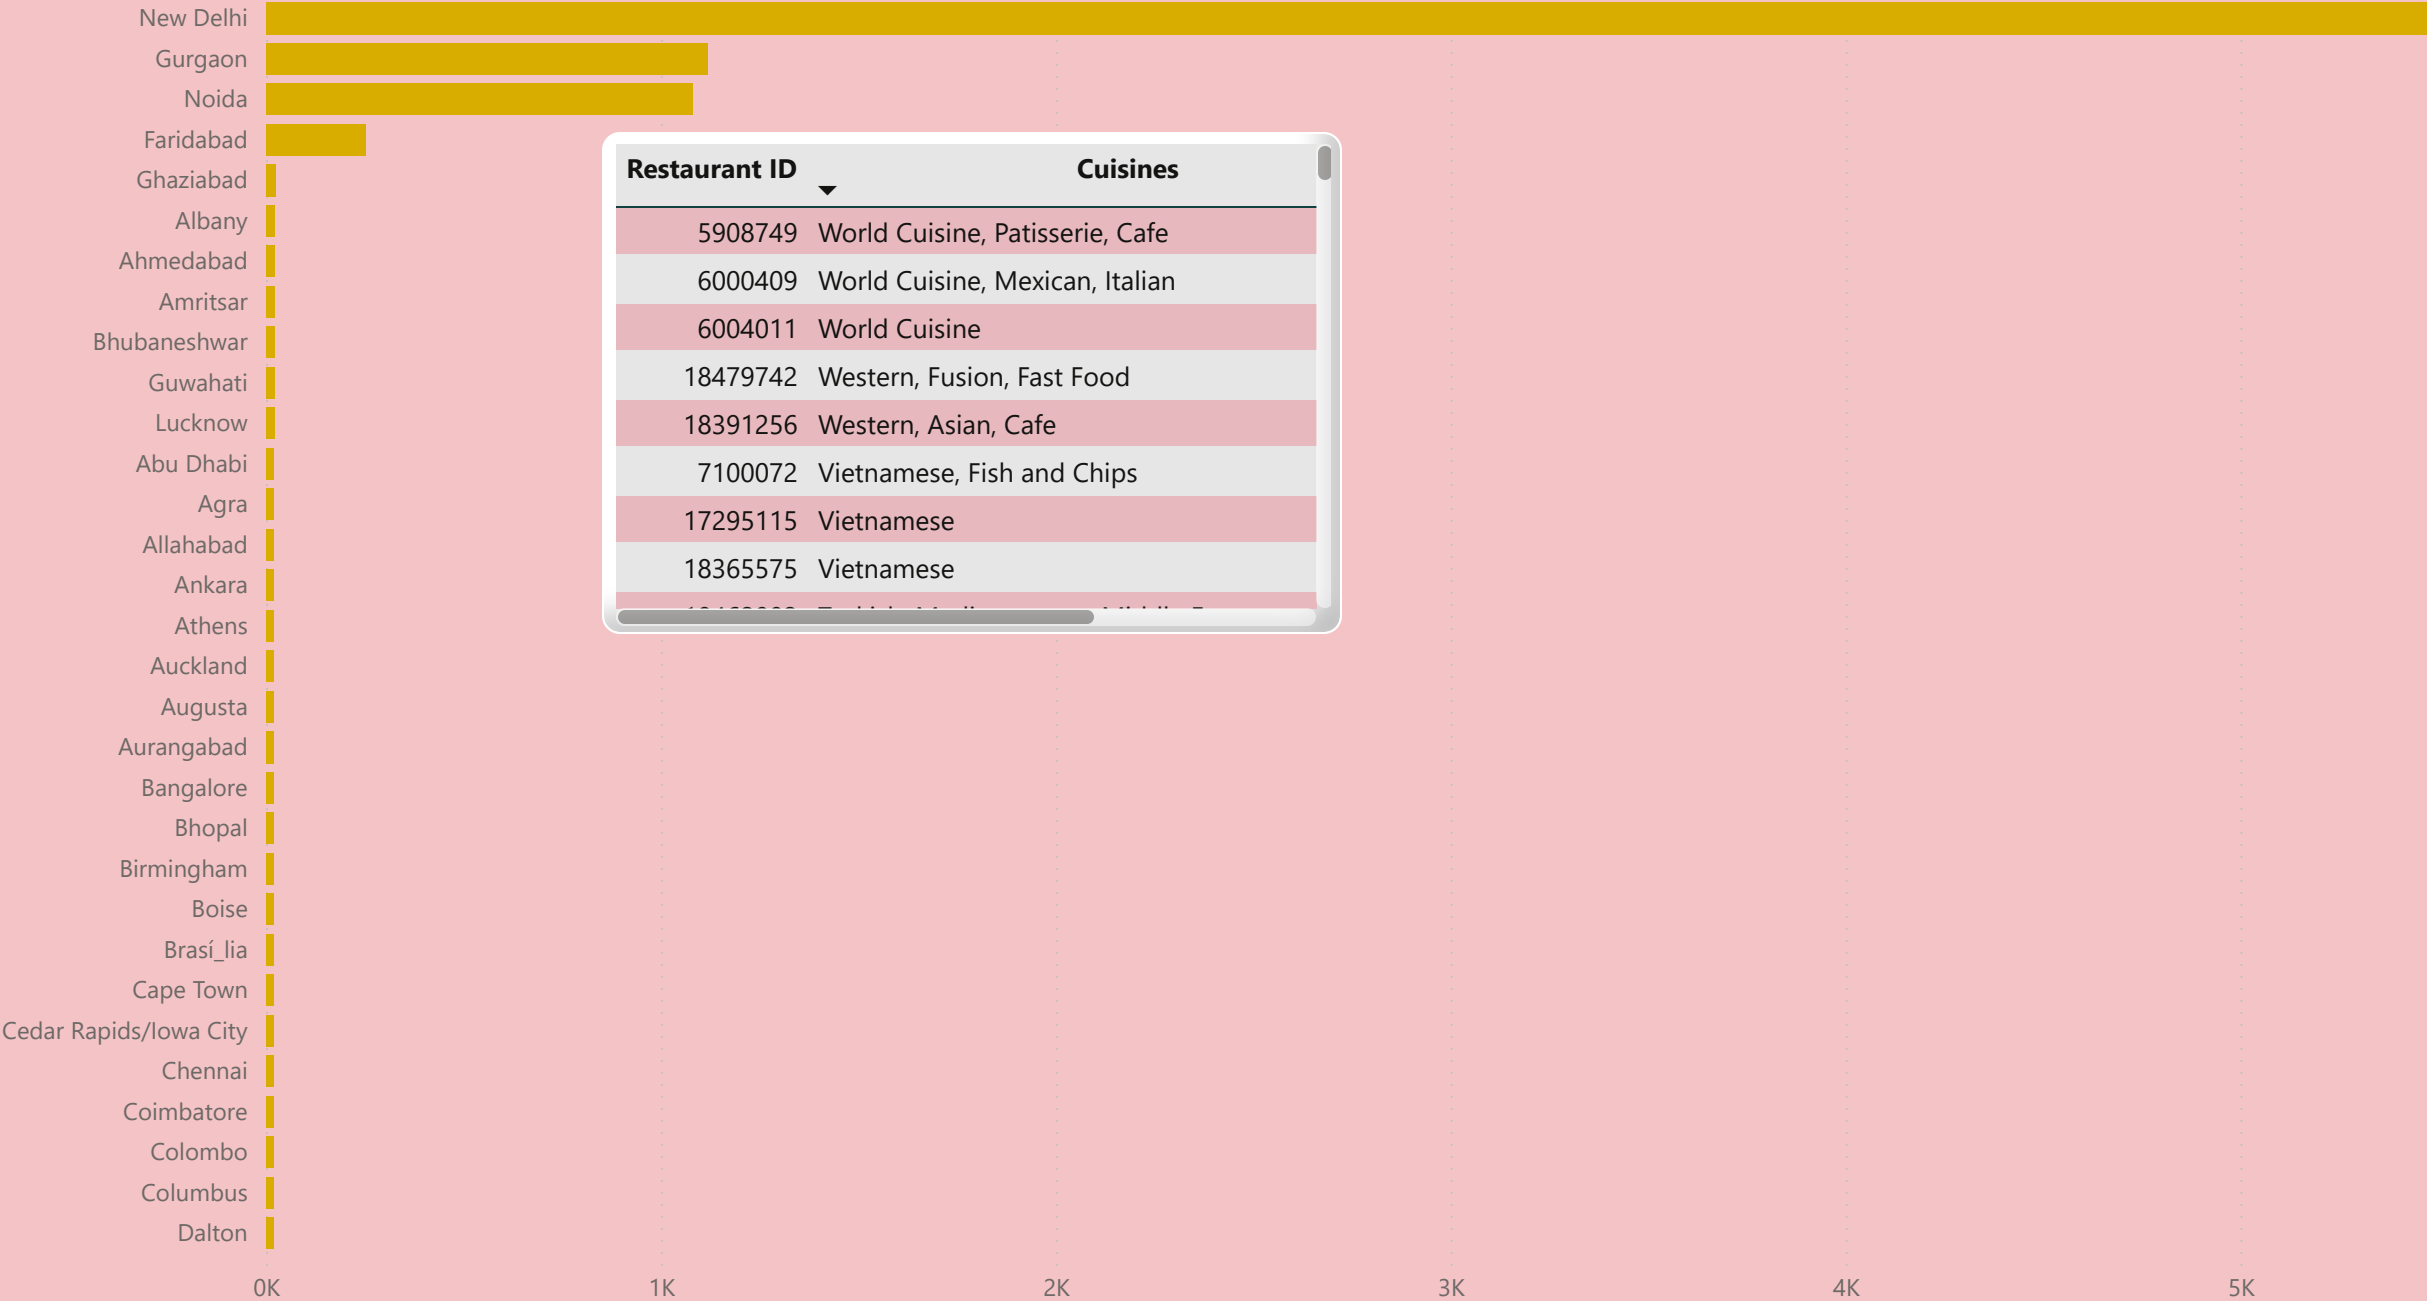 New Delhi
Gurgaon
Noida
Faridabad
Ghaziabad
Albany
Ahmedabad
Amritsar
Bhubaneshwar
Guwahati
Lucknow
Abu Dhabi
Agra
Allahabad
Ankara
Athens
Auckland
Augusta
Aurangabad
Bangalore
Bhopal
Birmingham
Boise
Brasí_lia
Cape Town
Cedar Rapids/Iowa City
Chennai
Coimbatore
Colombo
Columbus
Dalton
0K 1K 2K 3K 4K 5K
Restaurant ID Cuisines
5908749 World Cuisine, Patisserie, Cafe
6000409 World Cuisine, Mexican, Italian
6004011 World Cuisine
18479742 Western, Fusion, Fast Food
18391256 Western, Asian, Cafe
7100072 Vietnamese, Fish and Chips
17295115 Vietnamese
18365575 Vietnamese